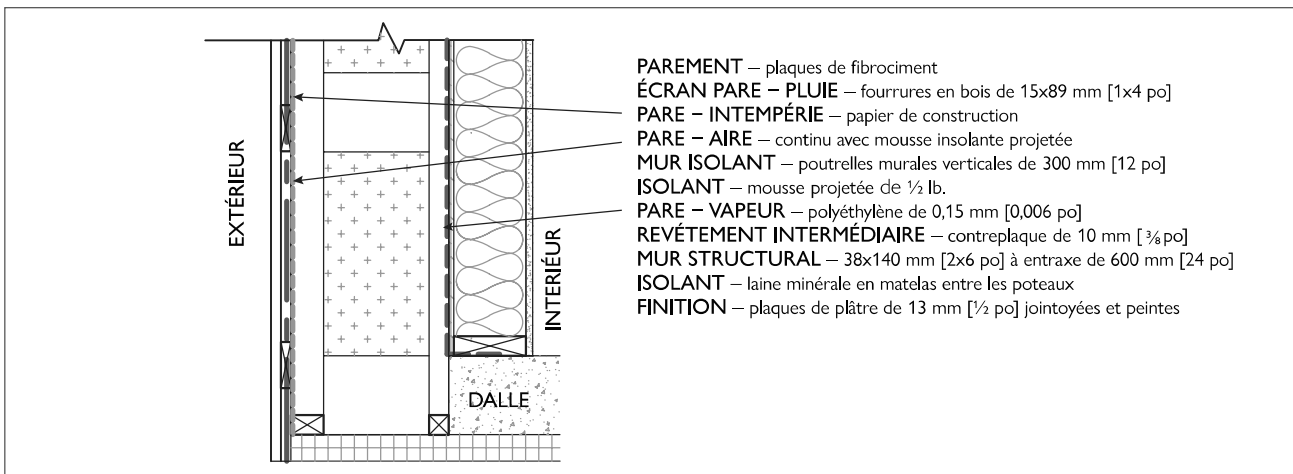 EXTÉRIEUR
INTERIÉUR
DALLE
PAREMENT – plaques de fibrociment
ÉCRAN PARE – PLUIE – fourrures en bois de 15x89 mm [1x4 po]
PARE – INTEMPÉRIE – papier de construction
PARE – AIRE – continu avec mousse insolante projetée
MUR ISOLANT – poutrelles murales verticales de 300 mm [12 po]
ISOLANT – mousse projetée de ½ lb.
PARE – VAPEUR – polyéthylène de 0,15 mm [0,006 po]
REVÉTEMENT INTERMÉDIAIRE – contreplaque de 10 mm [ ⅜ po]
MUR STRUCTURAL – 38x140 mm [2x6 po] à entraxe de 600 mm [24 po]
ISOLANT – laine minérale en matelas entre les poteaux
FINITION – plaques de plâtre de 13 mm [½ po] jointoyées et peintes